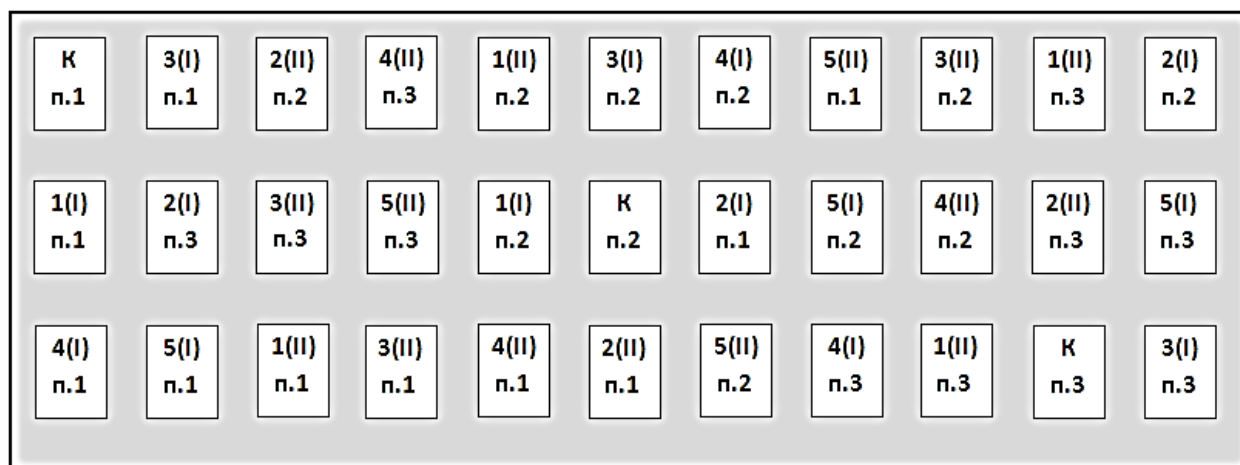 К 3(I) 2(II) 4(II) 1(II) 3(I) 4(I) 5(II) 3(II) 1(II) 2(I)
п.1 п.1 п.2 п.3 п.2 п.2 п.2 п.1 п.2 п.3 п.2
1(I) 2(I) 3(II) 5(II) 1(I) К 2(I) 5(I) 4(II) 2(II) 5(I)
п.1 п.3 п.3 п.3 п.2 п.2 п.1 п.2 п.2 п.3 п.3
4(I) 5(I) 1(II) 3(II) 4(II) 2(II) 5(II) 4(I) 1(II) К 3(I)
п.1 п.1 п.1 п.1 п.1 п.1 п.2 п.3 п.3 п.3 п.3